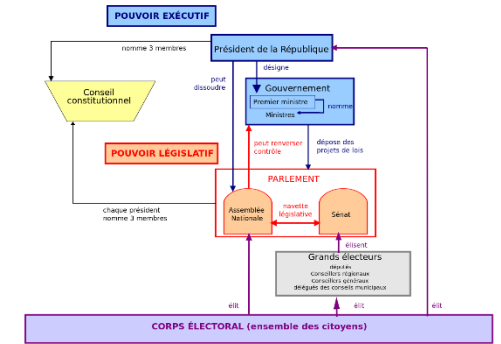 POUVOIR EXÉCUTIF
nomme 3 membres
Président de la République
peut
dissoudre
désigne
Conseil
constitutionnel
Gouvernement
Premier ministre
nomme
Ministres
POUVOIR LÉGISLATIF
peut renverser
contrôle
dépose des
projets de lois
PARLEMENT
chaque président
nomme 3 membres
Assemblée
Nationale
navette
législative
Sénat
élisent
Grands électeurs
députés
Conseillers régionaux
Conseillers généraux
délégués des conseils municipaux
élit
élit
élit
CORPS ÉLECTORAL (ensemble des citoyens)